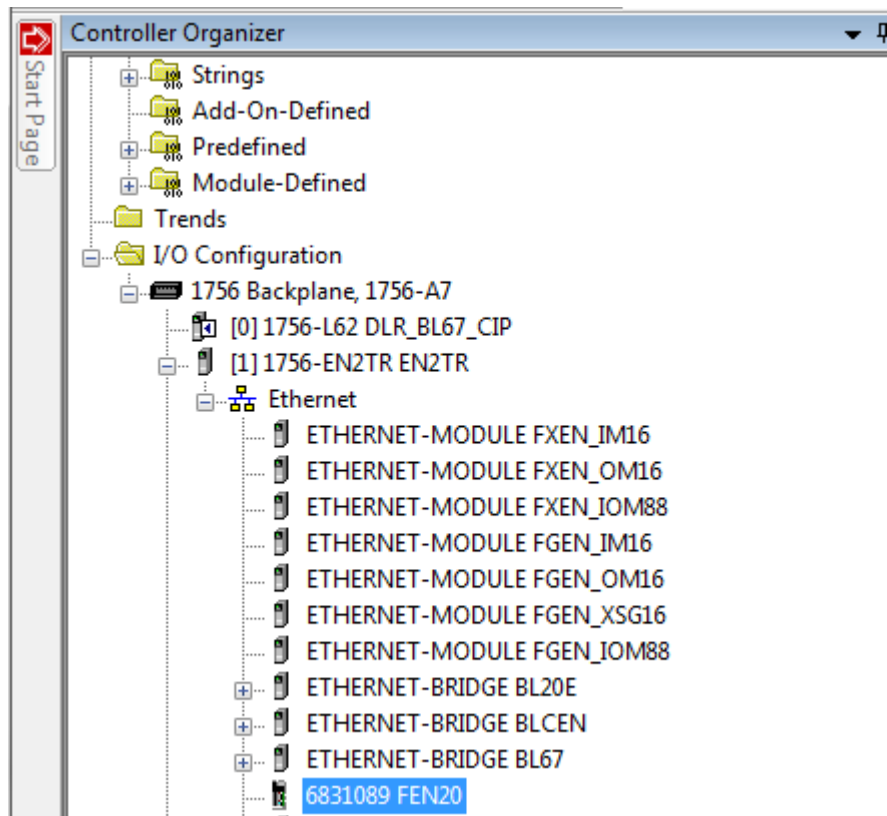 Controller Organizer
Start Page
Strings
Add-On-Defined
Predefined
Module-Defined
Trends
I/O Configuration
1756 Backplane, 1756-A7
[0] 1756-L62 DLR_BL67_CIP
[1] 1756-EN2TR EN2TR
Ethernet
ETHERNET-MODULE FXEN_IM16
ETHERNET-MODULE FXEN_OM16
ETHERNET-MODULE FXEN_IOM88
ETHERNET-MODULE FGEN_IM16
ETHERNET-MODULE FGEN_OM16
ETHERNET-MODULE FGEN_XSG16
ETHERNET-MODULE FGEN_IOM88
ETHERNET-BRIDGE BL20E
ETHERNET-BRIDGE BLCEN
ETHERNET-BRIDGE BL67
6831089 FEN20